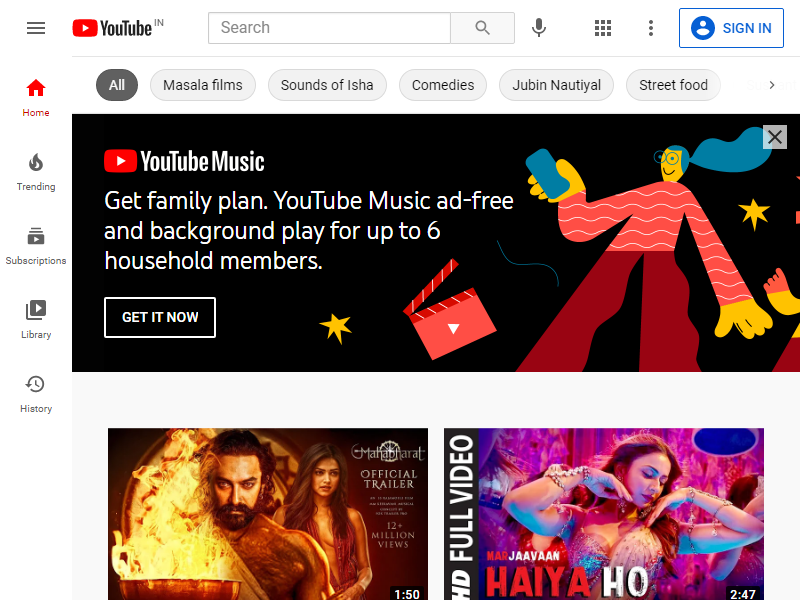 YouTube IN
Search
SIGN IN
All
Masala films
Sounds of Isha
Comedies
Jubin Nautiyal
Street food
Home
Trending
Subscriptions
Library
History
YouTube Music
Get family plan. YouTube Music ad-free
and background play for up to 6
household members.
GET IT NOW
Mahabharat
OFFICIAL
TRAILER
12+
MILLION
VIEWS
1:50
HD FULL VIDEO
MARJAAVAAN
HAIYA HO
2:47